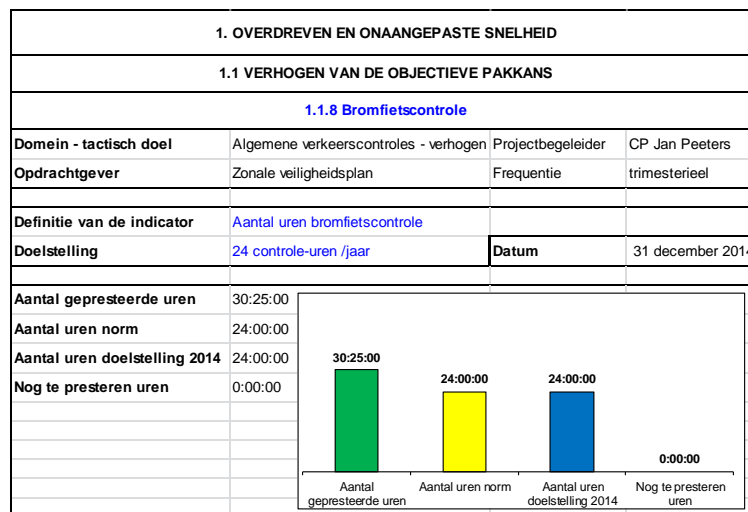 1. OVERDREVEN EN ONAANGEPASTE SNELHEID
1.1 VERHOGEN VAN DE OBJECTIEVE PAKKANS
1.1.8 Bromfietscontrole
Domein - tactisch doel Algemene verkeerscontroles - verhogen Projectbegeleider CP Jan Peeters
Opdrachtgever Zonale veiligheidsplan Frequentie trimesterieel
Definitie van de indicator Aantal uren bromfietscontrole
Doelstelling 24 controle-uren /jaar Datum 31 december 2014
Aantal gepresteerde uren 30:25:00
Aantal uren norm 24:00:00
Aantal uren doelstelling 2014 24:00:00
Nog te presteren uren 0:00:00
30:25:00
24:00:00
24:00:00
0:00:00
Aantal
gepresteerde uren
Aantal uren norm
Aantal uren
doelstelling 2014
Nog te presteren
uren